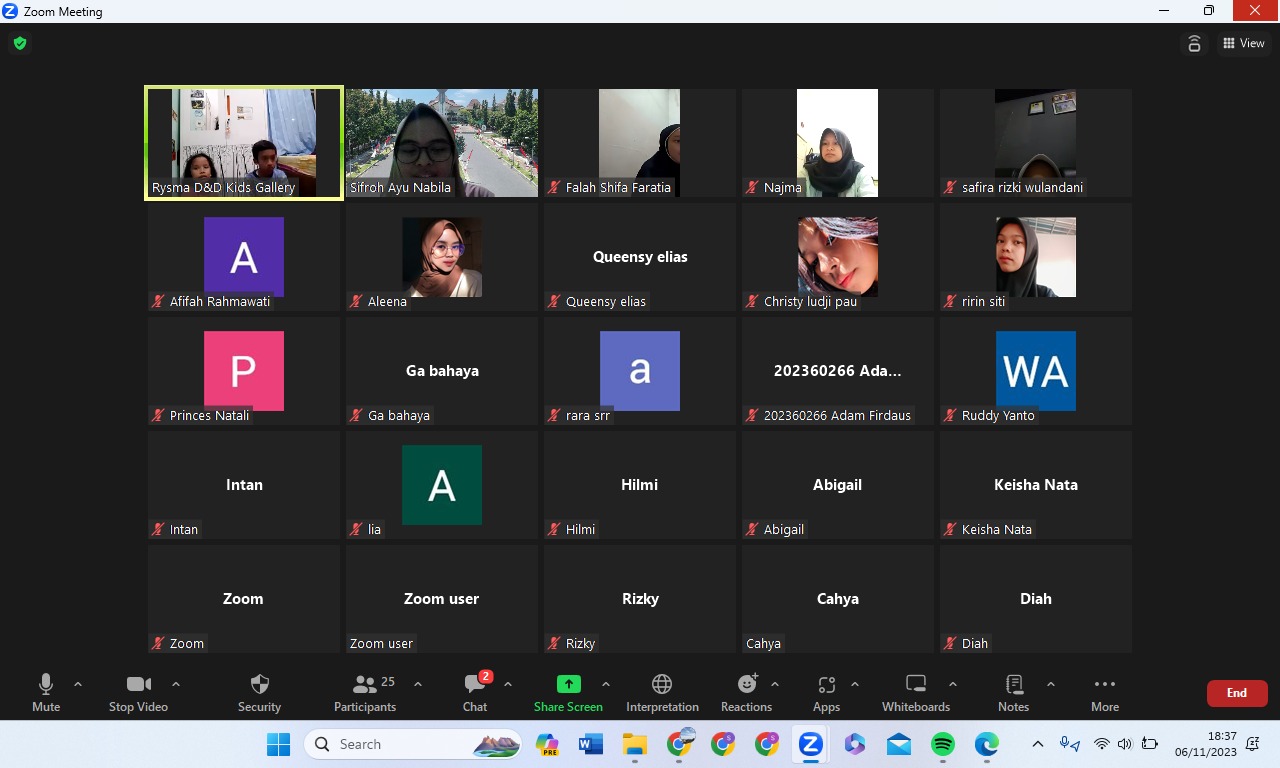 Zoom Meeting
View
Rysma D&D Kids Gallery
Sifroh Ayu Nabila
Falah Shifa Faratia
Najma
safira rizki wulandani
A
Afifah Rahmawati
Aleena
Queensy elias
Queensy elias
Christy ludji pau
ririn siti
P
Princes Natali
Ga bahaya
Ga bahaya
a
rara srr
202360266 Ada...
202360266 Adam Firdaus
WA
Ruddy Yanto
Intan
Intan
A
lia
Hilmi
Hilmi
Abigail
Abigail
Keisha Nata
Keisha Nata
Zoom
Zoom
Zoom user
Zoom user
Rizky
Rizky
Cahya
Cahya
Diah
Diah
Mute
Stop Video
Security
25
Participants
2
Chat
Share Screen
Interpretation
Reactions
Apps
Whiteboards
Notes
More
End
Search
PRE
18:37
06/11/2023